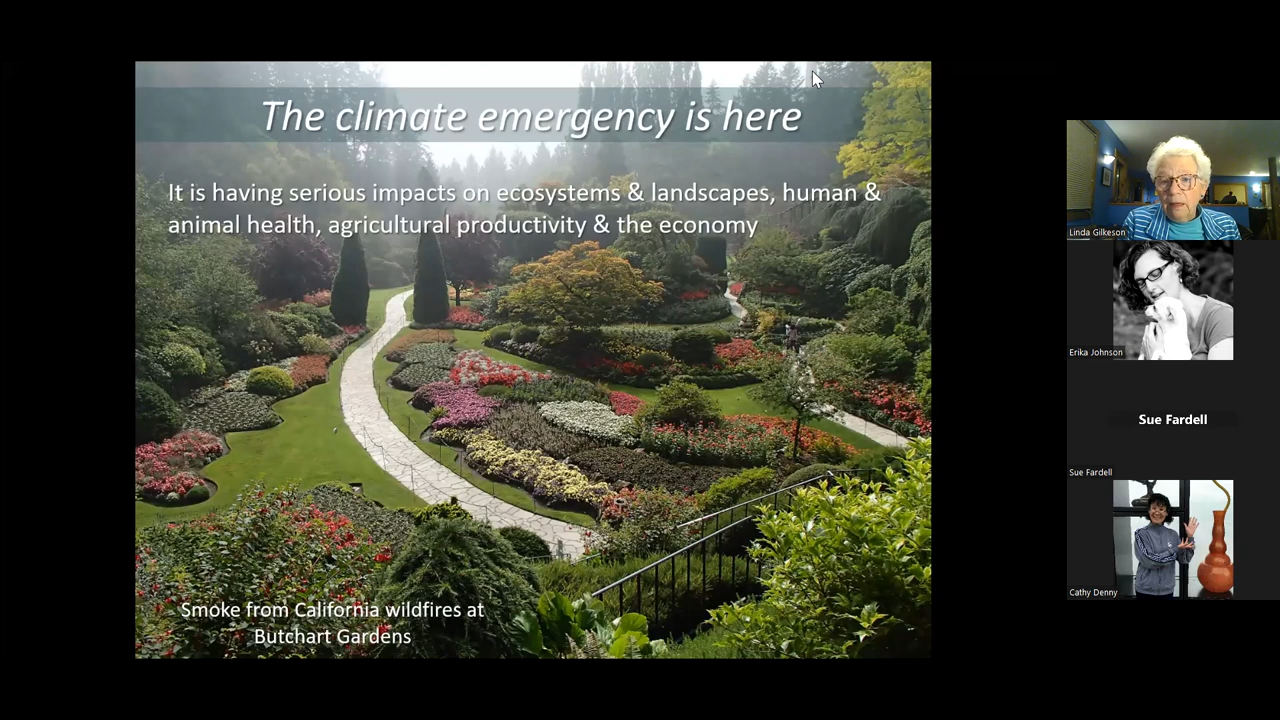 The climate emergency is here
It is having serious impacts on ecosystems & landscapes, human &
animal health, agricultural productivity & the economy
Smoke from California wildfires at
Butchart Gardens
Linda Gilkeson
Erika Johnson
Sue Fardell
Sue Fardell
Cathy Denny